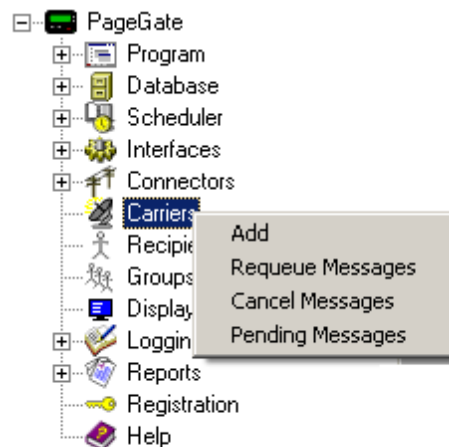 PageGate
Program
Database
Scheduler
Interfaces
Connectors
Carriers
Recipie
Groups
Display
Loggin
Reports
Registration
Help
Add
Requeue Messages
Cancel Messages
Pending Messages